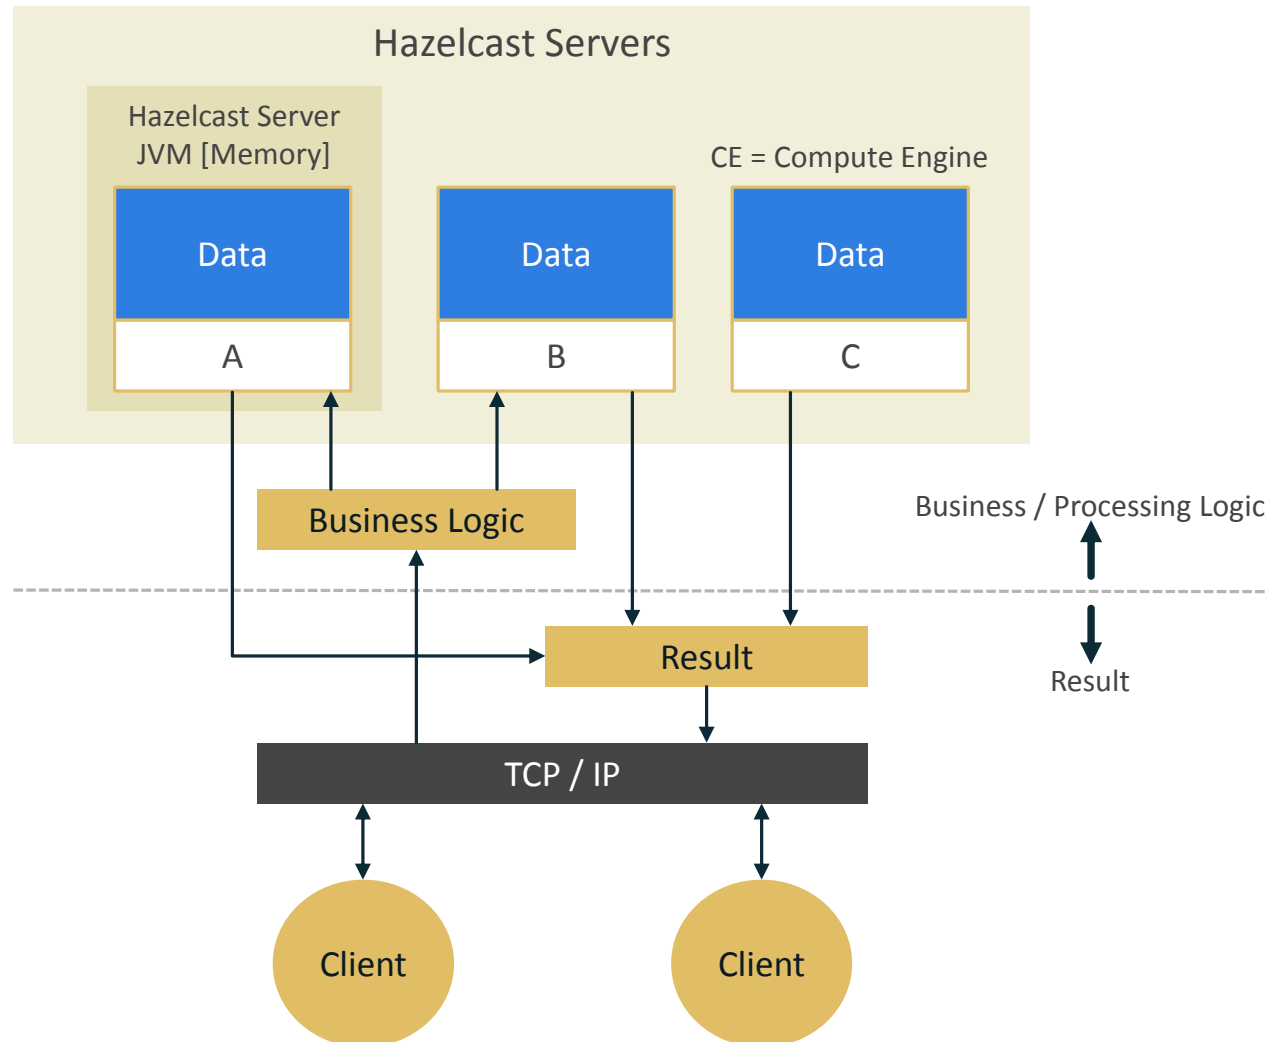 Hazelcast Servers
Hazelcast Server
JVM [Memory]
CE = Compute Engine
Data
Data
Data
A
B
C
Business Logic
Business / Processing Logic
Result
Result
TCP / IP
Client
Client